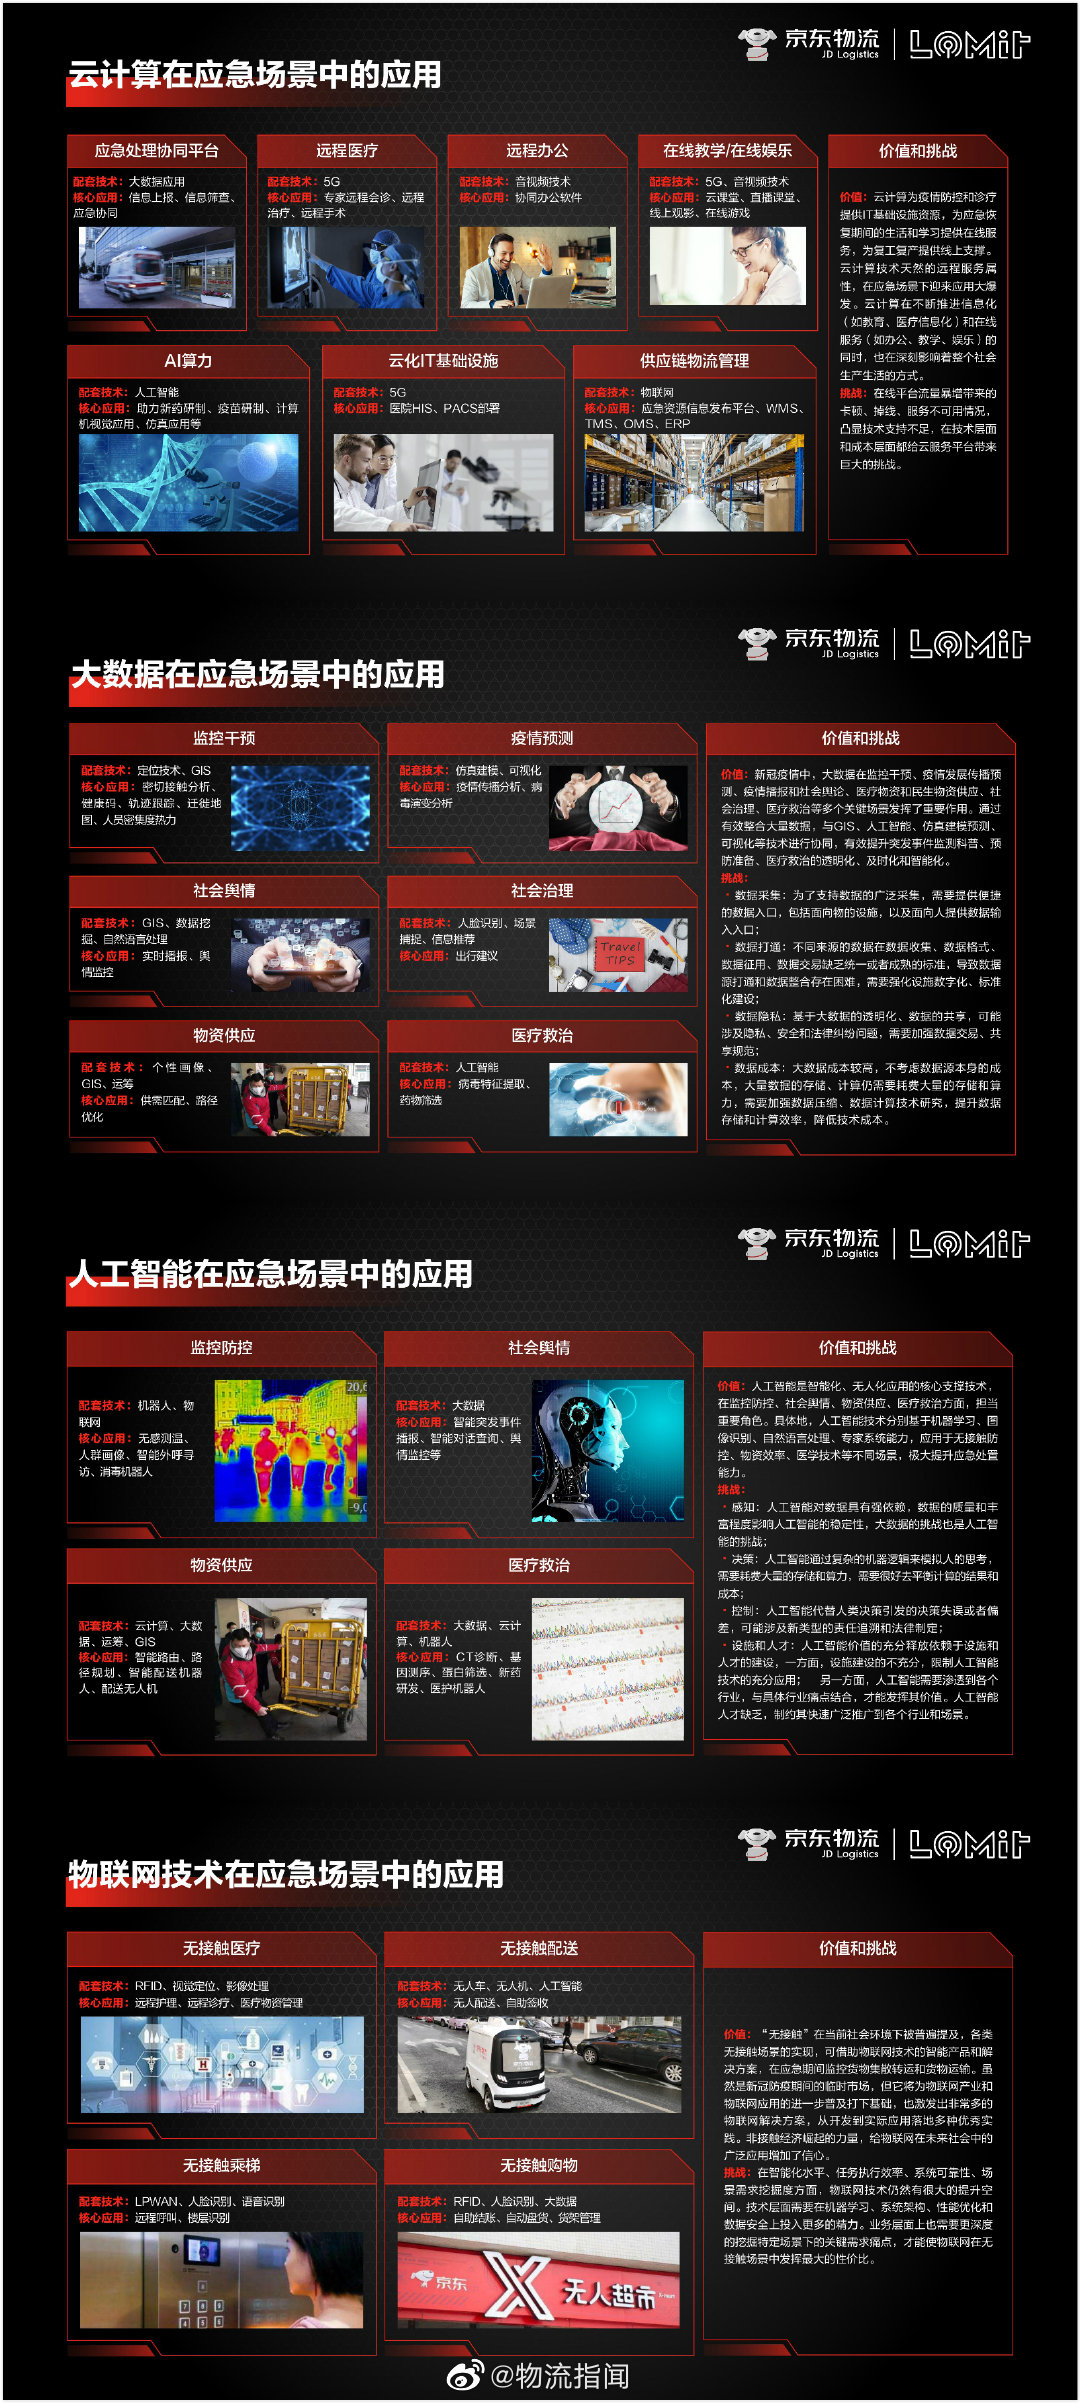 京东物流
JD Logistics
LOMir
云计算在应急场景中的应用
应急处理协同平台
配套技术：大数据应用
核心应用：信息上报、信息筛查、
应急协同
远程医疗
配套技术：5G
核心应用：专家远程会诊、远程
治疗、远程手术
远程办公
配套技术：音视频技术
核心应用：协同办公软件
在线教学/在线娱乐
配套技术：5G、音视频技术
核心应用：云课堂、直播课堂、
线上观影、在线游戏
AI算力
配套技术：人工智能
核心应用：助力新药研制、疫苗研制、计算
机视觉应用、仿真应用等
云化IT基础设施
配套技术：5G
核心应用：医院HIS、PACS部署
供应链物流管理
配套技术：物联网
核心应用：应急资源信息发布平台、WMS、
TMS、OMS、ERP
价值和挑战
价值：云计算为疫情防控和诊疗
提供IT基础设施资源，为应急恢
复期间的生活和学习提供在线服
务，为复工复产提供线上支撑。
云计算技术天然的远程服务属
性，在应急场景下迎来应用大爆
发。云计算在不断推进信息化
（如教育、医疗信息化）和在线
服务（如办公、教学、娱乐）的
同时，也在深刻影响着整个社会
生产生活的方式。
挑战：在线平台流量暴增带来的
卡顿、掉线、服务不可用情况，
凸显技术支持不足，在技术层面
和成本层面都给云服务平台带来
巨大的挑战。
京东物流
JD Logistics
LOMir
大数据在应急场景中的应用
监控干预
配套技术：定位技术、GIS
核心应用：密切接触分析、
健康码、轨迹跟踪、迁徙地
图、人员密集度热力
疫情预测
配套技术：仿真建模、可视化
核心应用：疫情传播分析、病
毒演变分析
社会舆情
配套技术：GIS、数据挖
掘、自然语言处理
核心应用：实时播报、舆
情监控
社会治理
配套技术：人脸识别、场景
捕捉、信息推荐
核心应用：出行建议
Travel
TIPS
物资供应
配套技术：个性画像、
GIS、运筹
核心应用：供需匹配、路径
优化
医疗救治
配套技术：人工智能
核心应用：病毒特征提取、
药物筛选
价值和挑战
价值：新冠疫情中，大数据在监控干预、疫情发展传播预
测、疫情播报和社会舆论、医疗物资和民生物资供应、社
会治理、医疗救治等多个关键场景发挥了重要作用。通过
有效整合大量数据，与GIS、人工智能、仿真建模预测、
可视化等技术进行协同，有效提升突发事件监测科普、预
防准备、医疗救治的透明化、及时化和智能化。
挑战：
·数据采集：为了支持数据的广泛采集，需要提供便捷
的数据入口，包括面向物的设施，以及面向人提供数据输
入入口；
·数据打通：不同来源的数据在数据收集、数据格式、
数据征用、数据交易缺乏统一或者成熟的标准，导致数据
源打通和数据整合存在困难，需要强化设施数字化、标准
化建设；
·数据隐私：基于大数据的透明化、数据的共享，可能
涉及隐私、安全和法律纠纷问题，需要加强数据交易、共
享规范；
·数据成本：大数据成本较高，不考虑数据源本身的成
本，大量数据的存储、计算仍需要耗费大量的存储和算
力，需要加强数据压缩、数据计算技术研究，提升数据
存储和计算效率，降低技术成本。
京东物流
JD Logistics
LOMir
人工智能在应急场景中的应用
监控防控
配套技术：机器人、物
联网
核心应用：无感测温、
人群画像、智能外呼寻
访、消毒机器人
社会舆情
配套技术：大数据
核心应用：智能突发事件
播报、智能对话查询、舆
情监控等
物资供应
配套技术：云计算、大数
据、运筹、GIS
核心应用：智能路由、路
径规划、智能配送机器
人、配送无人机
医疗救治
配套技术：大数据、云计
算、机器人
核心应用：CT诊断、基
因测序、蛋白筛选、新药
研发、医护机器人
价值和挑战
价值：人工智能是智能化、无人化应用的核心支撑技术，
在监控防控、社会舆情、物资供应、医疗救治方面，担当
重要角色。具体地，人工智能技术分别基于机器学习、图
像识别、自然语言处理、专家系统能力，应用于无接触防
控、物资效率、医学技术等不同场景，极大提升应急处置
能力。
挑战：
·感知：人工智能对数据具有强依赖，数据的质量和丰
富程度影响人工智能的稳定性，大数据的挑战也是人工智
能的挑战；
·决策：人工智能通过复杂的机器逻辑来模拟人的思考，
需要耗费大量的存储和算力，需要很好去平衡计算的结果和
成本；
·控制：人工智能代替人类决策引发的决策失误或者偏
差，可能涉及新类型的责任追溯和法律制定；
·设施和人才：人工智能价值的充分释放依赖于设施和
人才的建设，一方面，设施建设的不充分，限制人工智能
技术的充分应用； 另一方面，人工智能需要渗透到各个
行业，与具体行业痛点结合，才能发挥其价值。人工智能
人才缺乏，制约其快速广泛推广到各个行业和场景。
京东物流
JD Logistics
LOMir
物联网技术在应急场景中的应用
无接触医疗
配套技术：RFID、视觉定位、影像处理
核心应用：远程护理、远程诊疗、医疗物资管理
无接触配送
配套技术：无人车、无人机、人工智能
核心应用：无人配送、自助签收
无接触乘梯
配套技术：LPWAN、人脸识别、语音识别
核心应用：远程呼叫、楼层识别
无接触购物
配套技术：RFID、人脸识别、大数据
核心应用：自助结账、自动盘货、货架管理
京东
X
无人超市
价值和挑战
价值：“无接触”在当前社会环境下被普遍提及，各类
无接触场景的实现，可借助物联网技术的智能产品和解
决方案，在应急期间监控货物集散转运和货物运输。虽
然是新冠防疫期间的临时市场，但它将为物联网产业和
物联网应用的进一步普及打下基础，也激发出非常多的
物联网解决方案，从开发到实际应用落地多种优秀实
践。非接触经济崛起的力量，给物联网在未来社会中的
广泛应用增加了信心。
挑战：在智能化水平、任务执行效率、系统可靠性、场
景需求挖掘度方面，物联网技术仍然有很大的提升空
间。技术层面需要在机器学习、系统架构、性能优化和
数据安全上投入更多的精力。业务层面上也需要更深度
的挖掘特定场景下的关键需求痛点，才能使物联网在无
接触场景中发挥最大的性价比。
@物流指闻